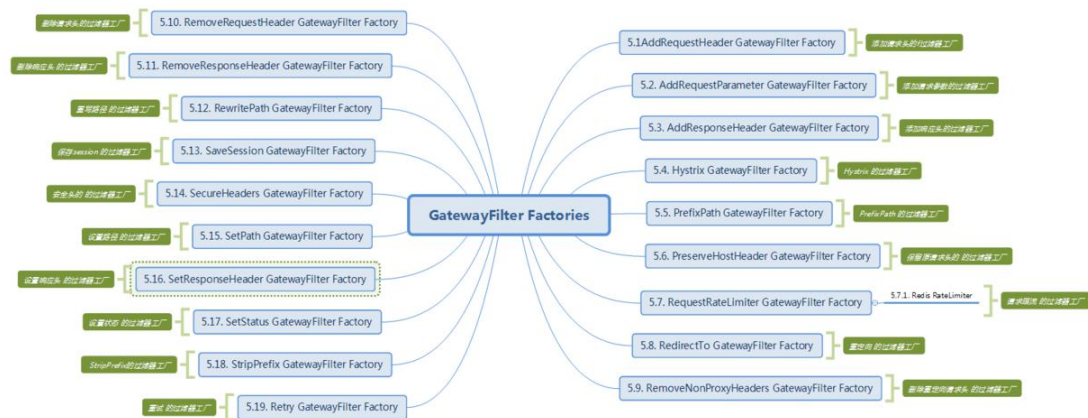 GatewayFilter Factories
5.1AddRequestHeader GatewayFilter Factory
添加请求头的f过滤器工厂
5.2. AddRequestParameter GatewayFilter Factory
添加请求参数的过滤器工厂
5.3. AddResponseHeader GatewayFilter Factory
添加响应头的过滤器工厂
5.4. Hystrix GatewayFilter Factory
Hystrix 的过滤器工厂
5.5. PrefixPath GatewayFilter Factory
PrefixPath 的过滤器工厂
5.6. PreserveHostHeader GatewayFilter Factory
保留原请求头的 的过滤器工厂
5.7. RequestRateLimiter GatewayFilter Factory
5.7.1. Redis RateLimiter
请求限流 的过滤器工厂
5.8. RedirectTo GatewayFilter Factory
重定向 的过滤器工厂
5.9. RemoveNonProxyHeaders GatewayFilter Factory
删除重定向请求头 的过滤器工厂
5.10. RemoveRequestHeader GatewayFilter Factory
删除请求头的过滤器工厂
5.11. RemoveResponseHeader GatewayFilter Factory
删除响应头 的过滤器工厂
5.12. RewritePath GatewayFilter Factory
重写路径 的过滤器工厂
5.13. SaveSession GatewayFilter Factory
保存session 的过滤器工厂
5.14. SecureHeaders GatewayFilter Factory
安全头的 的过滤器工厂
5.15. SetPath GatewayFilter Factory
设置路径 的过滤器工厂
5.16. SetResponseHeader GatewayFilter Factory
设置响应头 的过滤器工厂
5.17. SetStatus GatewayFilter Factory
设置状态 的过滤器工厂
5.18. StripPrefix GatewayFilter Factory
StripPrefix的过滤器工厂
5.19. Retry GatewayFilter Factory
重试 的过滤器工厂